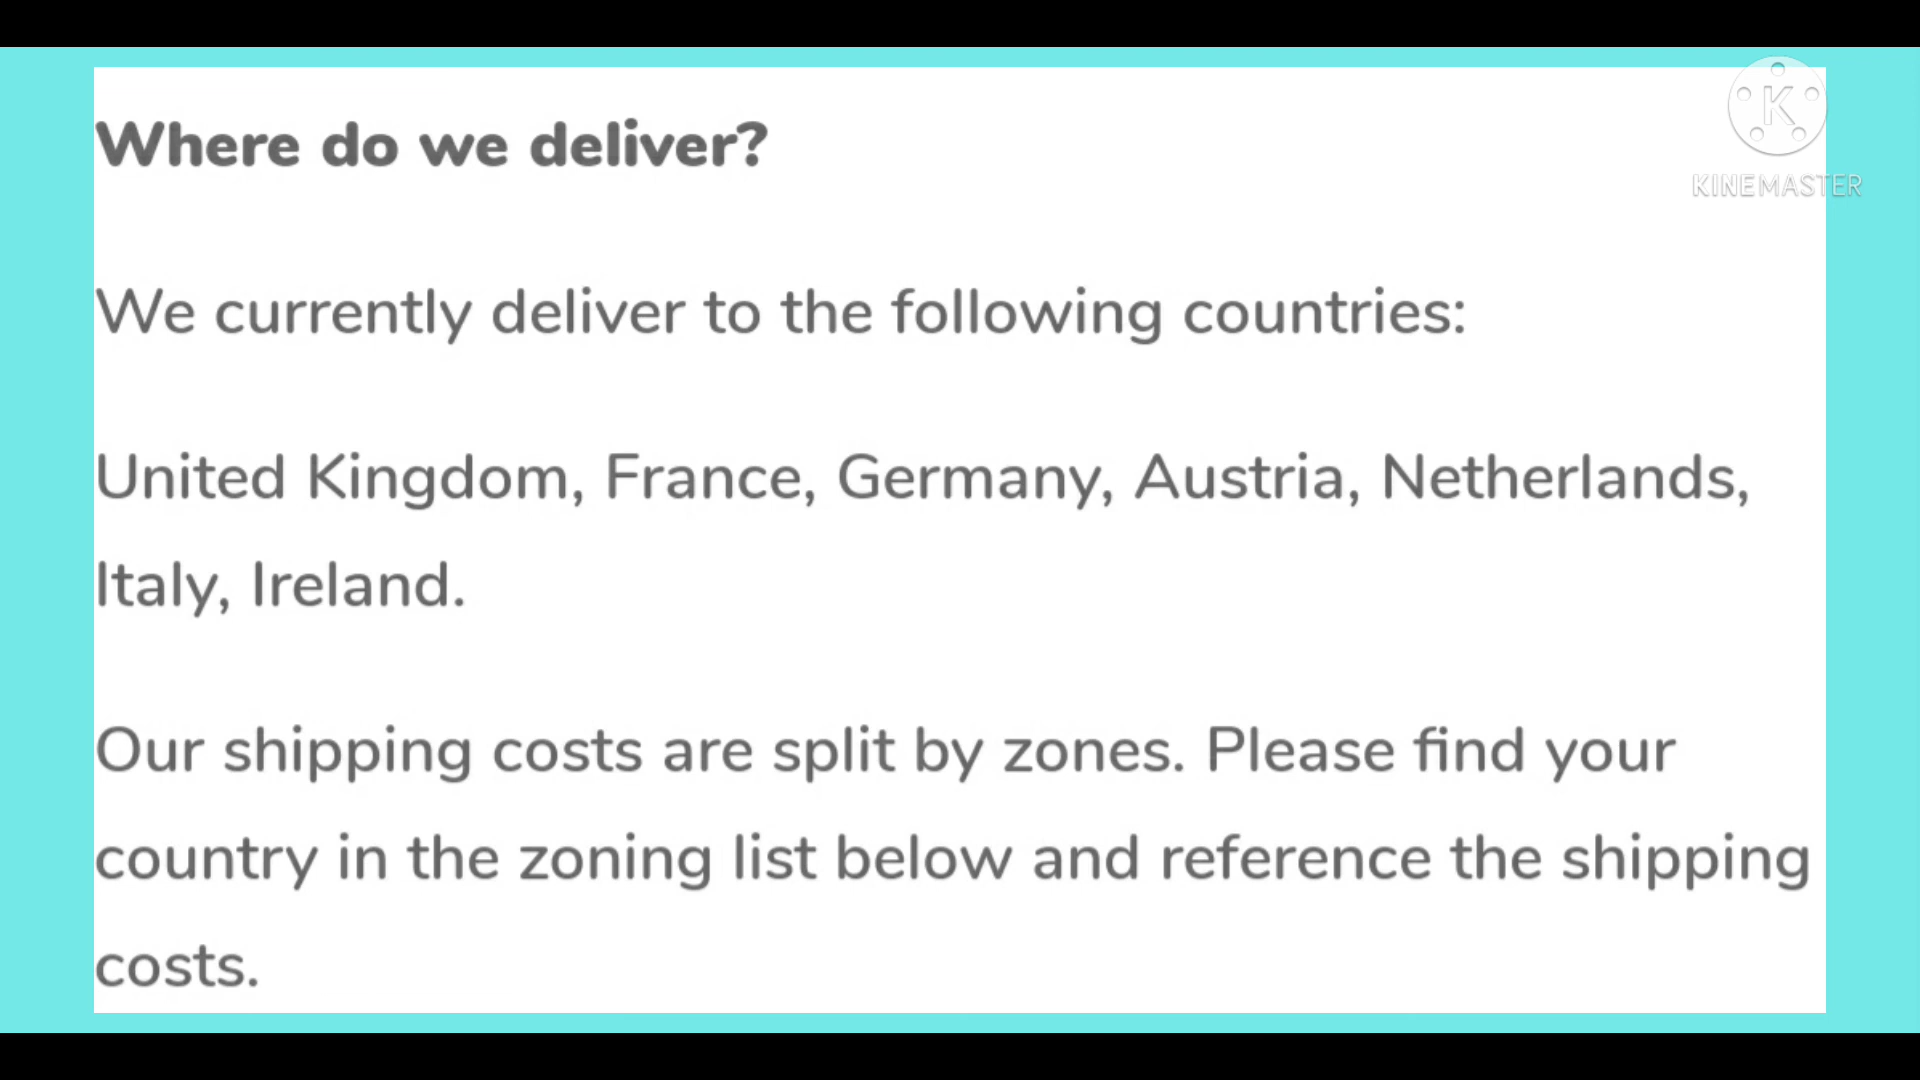 Where do we deliver?
K
KINEMASTER
We currently deliver to the following countries:
United Kingdom, France, Germany, Austria, Netherlands,
Italy, Ireland.
Our shipping costs are split by zones. Please find your
country in the zoning list below and reference the shipping
costs.